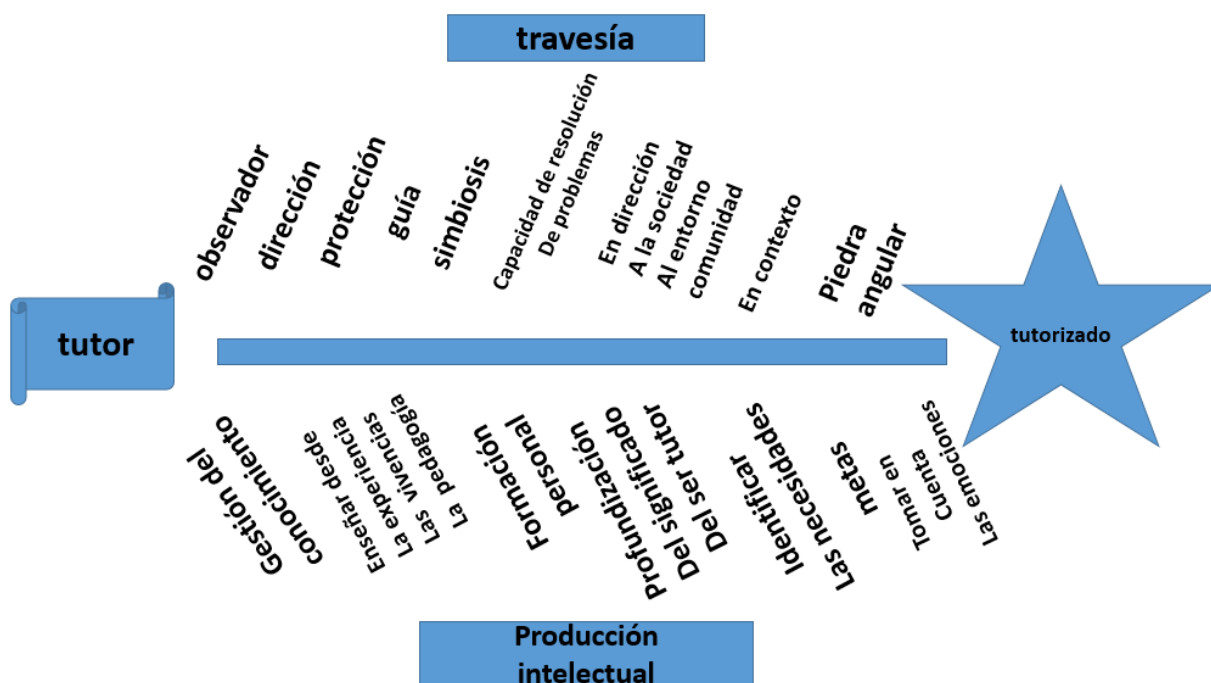 travesía
observador
dirección
protección
guía
simbiosis
Capacidad de resolución
De problemas
En dirección
A la sociedad
Al entorno
comunidad
En contexto
Piedra
angular
tutor
tutorizado
Gestión del
conocimiento
Enseñar desde
La experiencia
Las vivencias
La pedagogía
Formación
personal
Profundización
Del significado
Del ser tutor
Identificar
Las necesidades
metas
Tomar en
Cuenta
Las emociones
Producción
intelectual